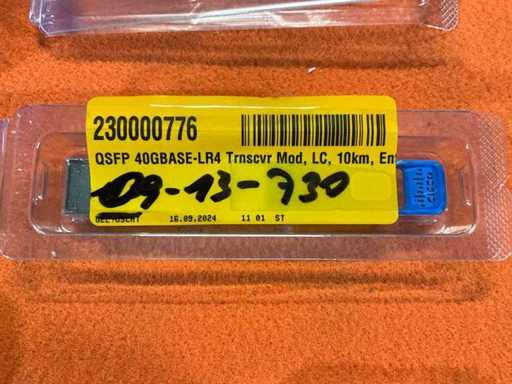 230000776
QSFP 40GBASE-LR4 Trnscvr Mod, LC, 10km, En
09-13-730
16.09.2024 11 01 ST
cisco